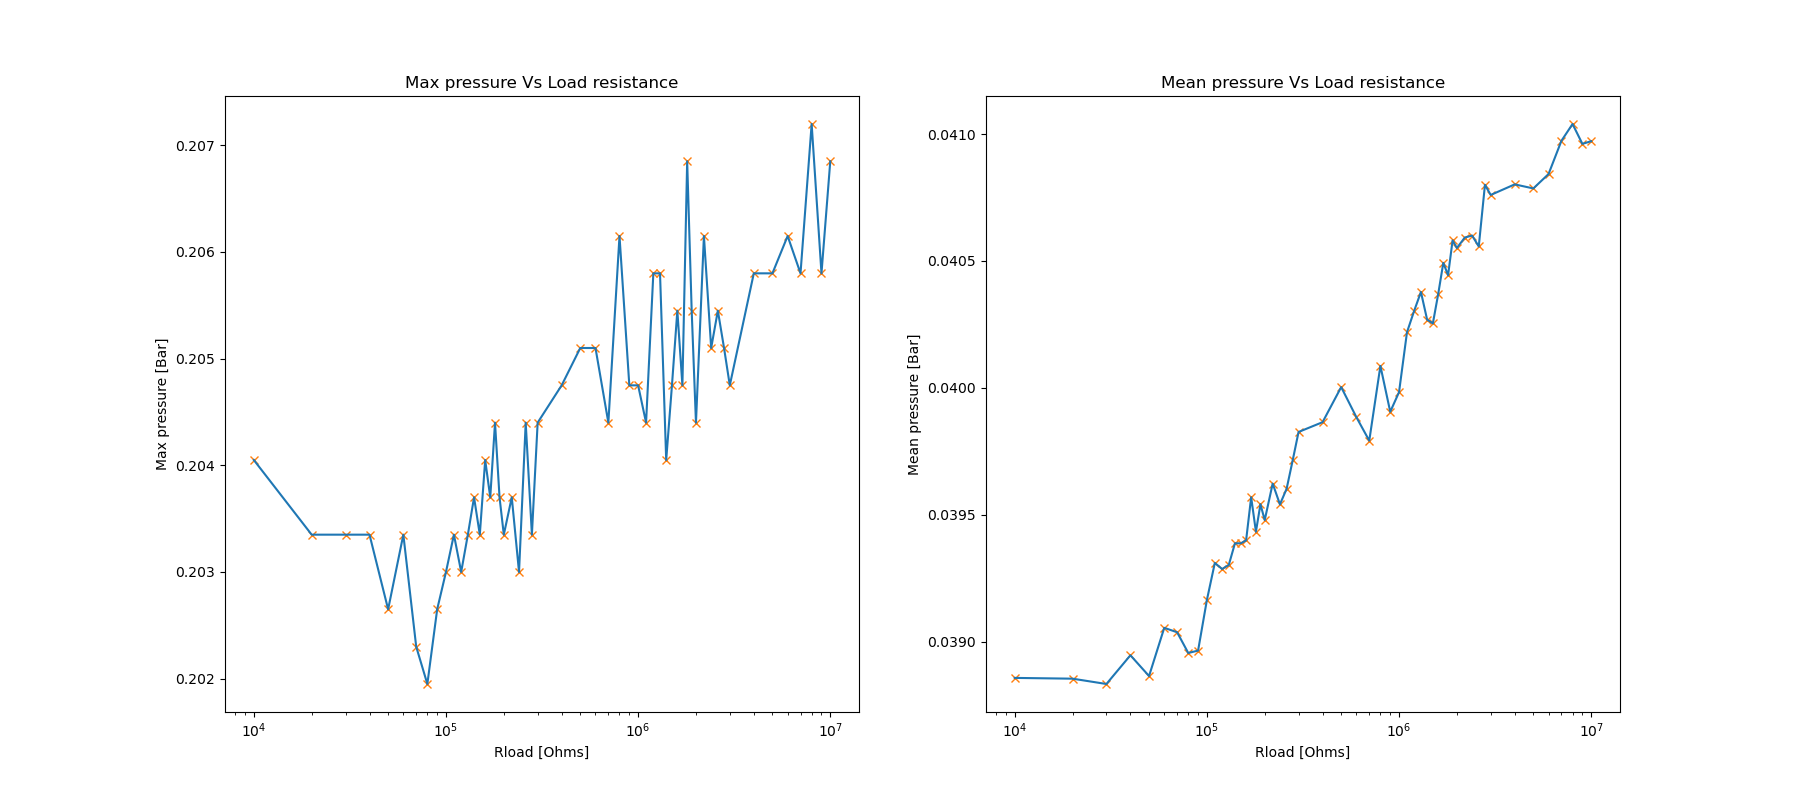 Max pressure Vs Load resistance
0.207
0.206
0.205
0.204
0.203
0.202
Max pressure [Bar]
10⁴ 10⁵ 10⁶ 10⁷
Rload [Ohms]
Mean pressure Vs Load resistance
0.0410
0.0405
0.0400
0.0395
0.0390
Mean pressure [Bar]
10⁴ 10⁵ 10⁶ 10⁷
Rload [Ohms]